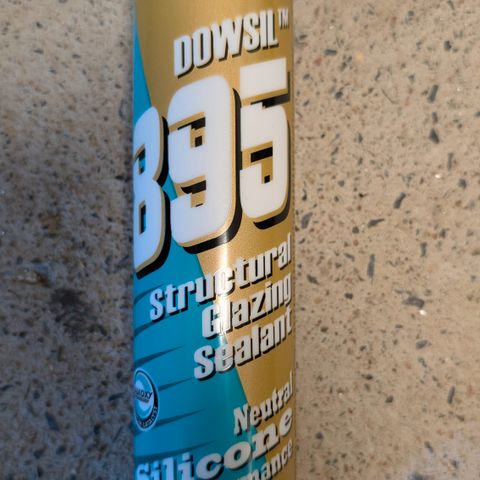 DOWSIL™
895
Structural
Glazing
Sealant
Neutral
Silicone